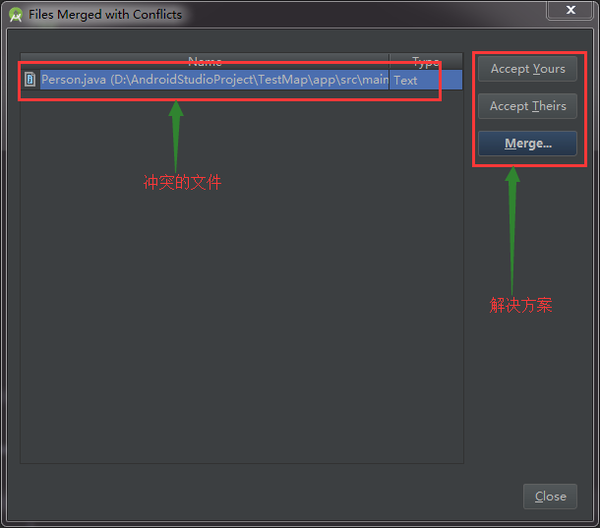 Files Merged with Conflicts
Name
Type
Person.java (D:\AndroidStudioProject\TestMap\app\src\main
Text
Accept Yours
Accept Theirs
Merge...
冲突的文件
解决方案
Close